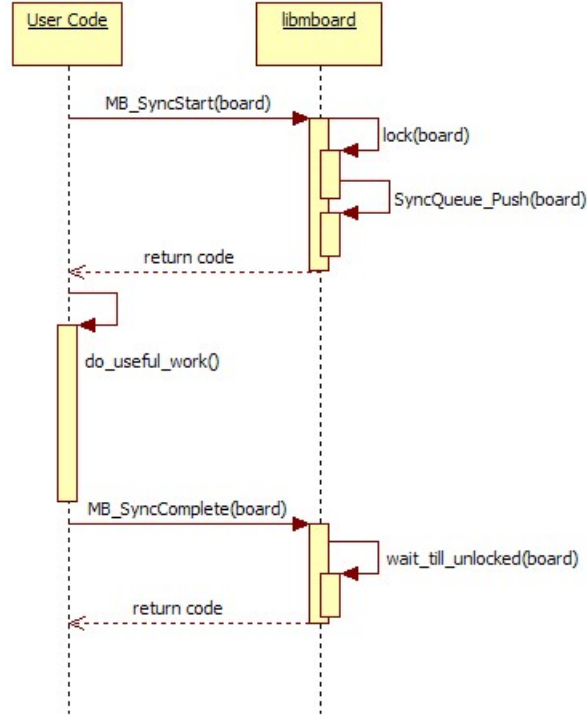 User Code
libmboard
MB_SyncStart(board)
lock(board)
SyncQueue_Push(board)
return code
do_useful_work()
MB_SyncComplete(board)
wait_till_unlocked(board)
return code